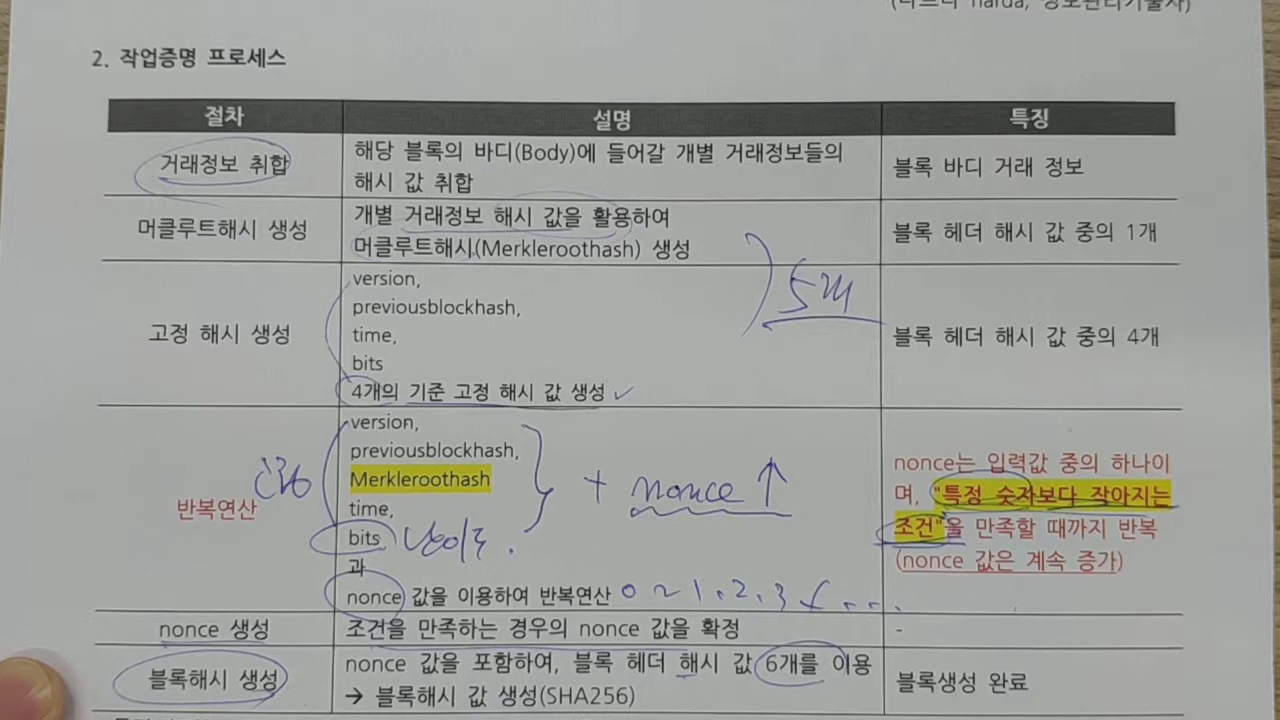 2. 작업증명 프로세스
절차 설명 특징
거래정보 취합 해당 블록의 바디(Body)에 들어갈 개별 거래정보들의 블록 바디 거래 정보
해시 값 취합
머클루트해시 생성 개별 거래정보 해시 값을 활용하여 블록 헤더 해시 값 중의 1개
머클루트해시(Merkleroothash) 생성
5개
고정 해시 생성 version, 블록 헤더 해시 값 중의 4개
previousblockhash,
time,
bits
4개의 기준 고정 해시 값 생성 ✓
반복연산 version,
previousblockhash,
Merkleroothash + nonce ↑
time,
bits 난이도.
과
nonce 값을 이용하여 반복연산 0 ~ 1. 2. 3
nonce는 입력값 중의 하나이
며, "특정 숫자보다 작아지는
조건"을 만족할 때까지 반복
(nonce 값은 계속 증가)
nonce 생성 조건을 만족하는 경우의 nonce 값을 확정 -
블록해시 생성 nonce 값을 포함하여, 블록 헤더 해시 값 6개를 이용 블록생성 완료
→ 블록해시 값 생성(SHA256)